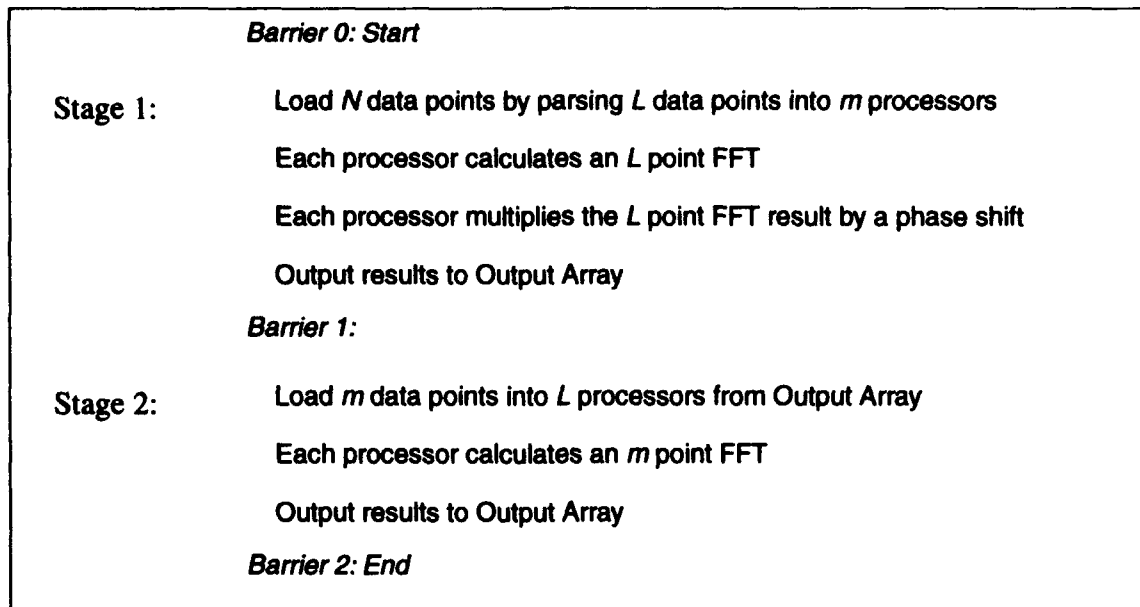 Barrier 0: Start
Stage 1: Load N data points by parsing L data points into m processors
Each processor calculates an L point FFT
Each processor multiplies the L point FFT result by a phase shift
Output results to Output Array
Barrier 1:
Stage 2: Load m data points into L processors from Output Array
Each processor calculates an m point FFT
Output results to Output Array
Barrier 2: End